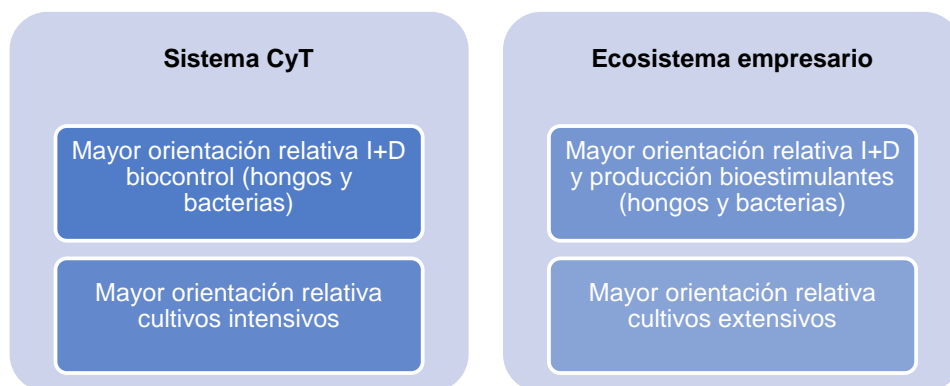 Sistema CyT
Mayor orientación relativa I+D
biocontrol (hongos y
bacterias)
Mayor orientación relativa
cultivos intensivos
Ecosistema empresario
Mayor orientación relativa I+D
y producción bioestimulantes
(hongos y bacterias)
Mayor orientación relativa
cultivos extensivos